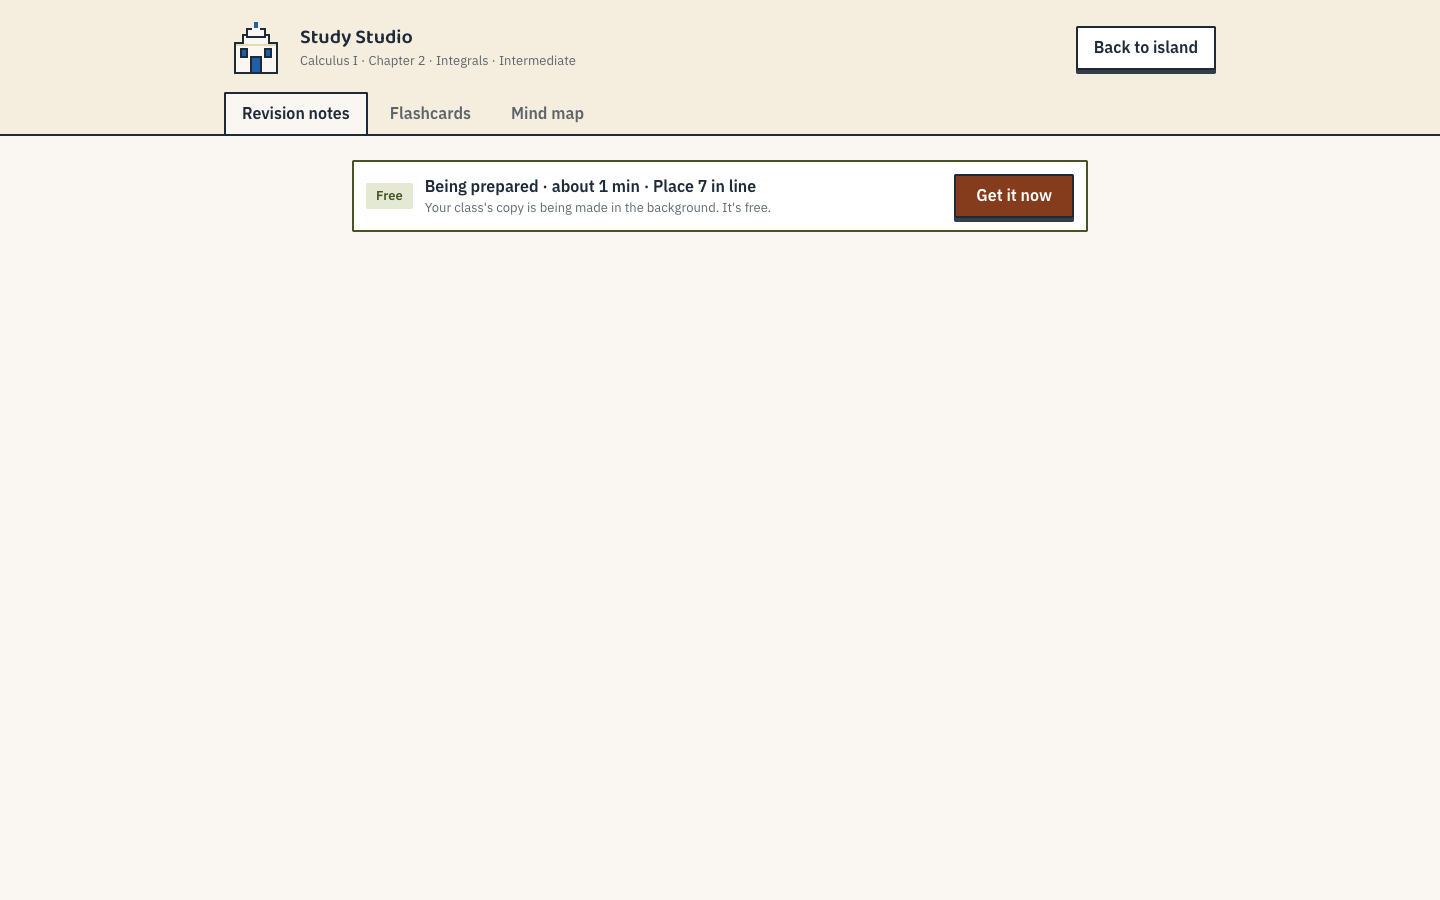 Study Studio
Calculus I · Chapter 2 · Integrals · Intermediate
Back to island
Revision notes
Flashcards
Mind map
Free
Being prepared · about 1 min · Place 7 in line
Your class's copy is being made in the background. It's free.
Get it now